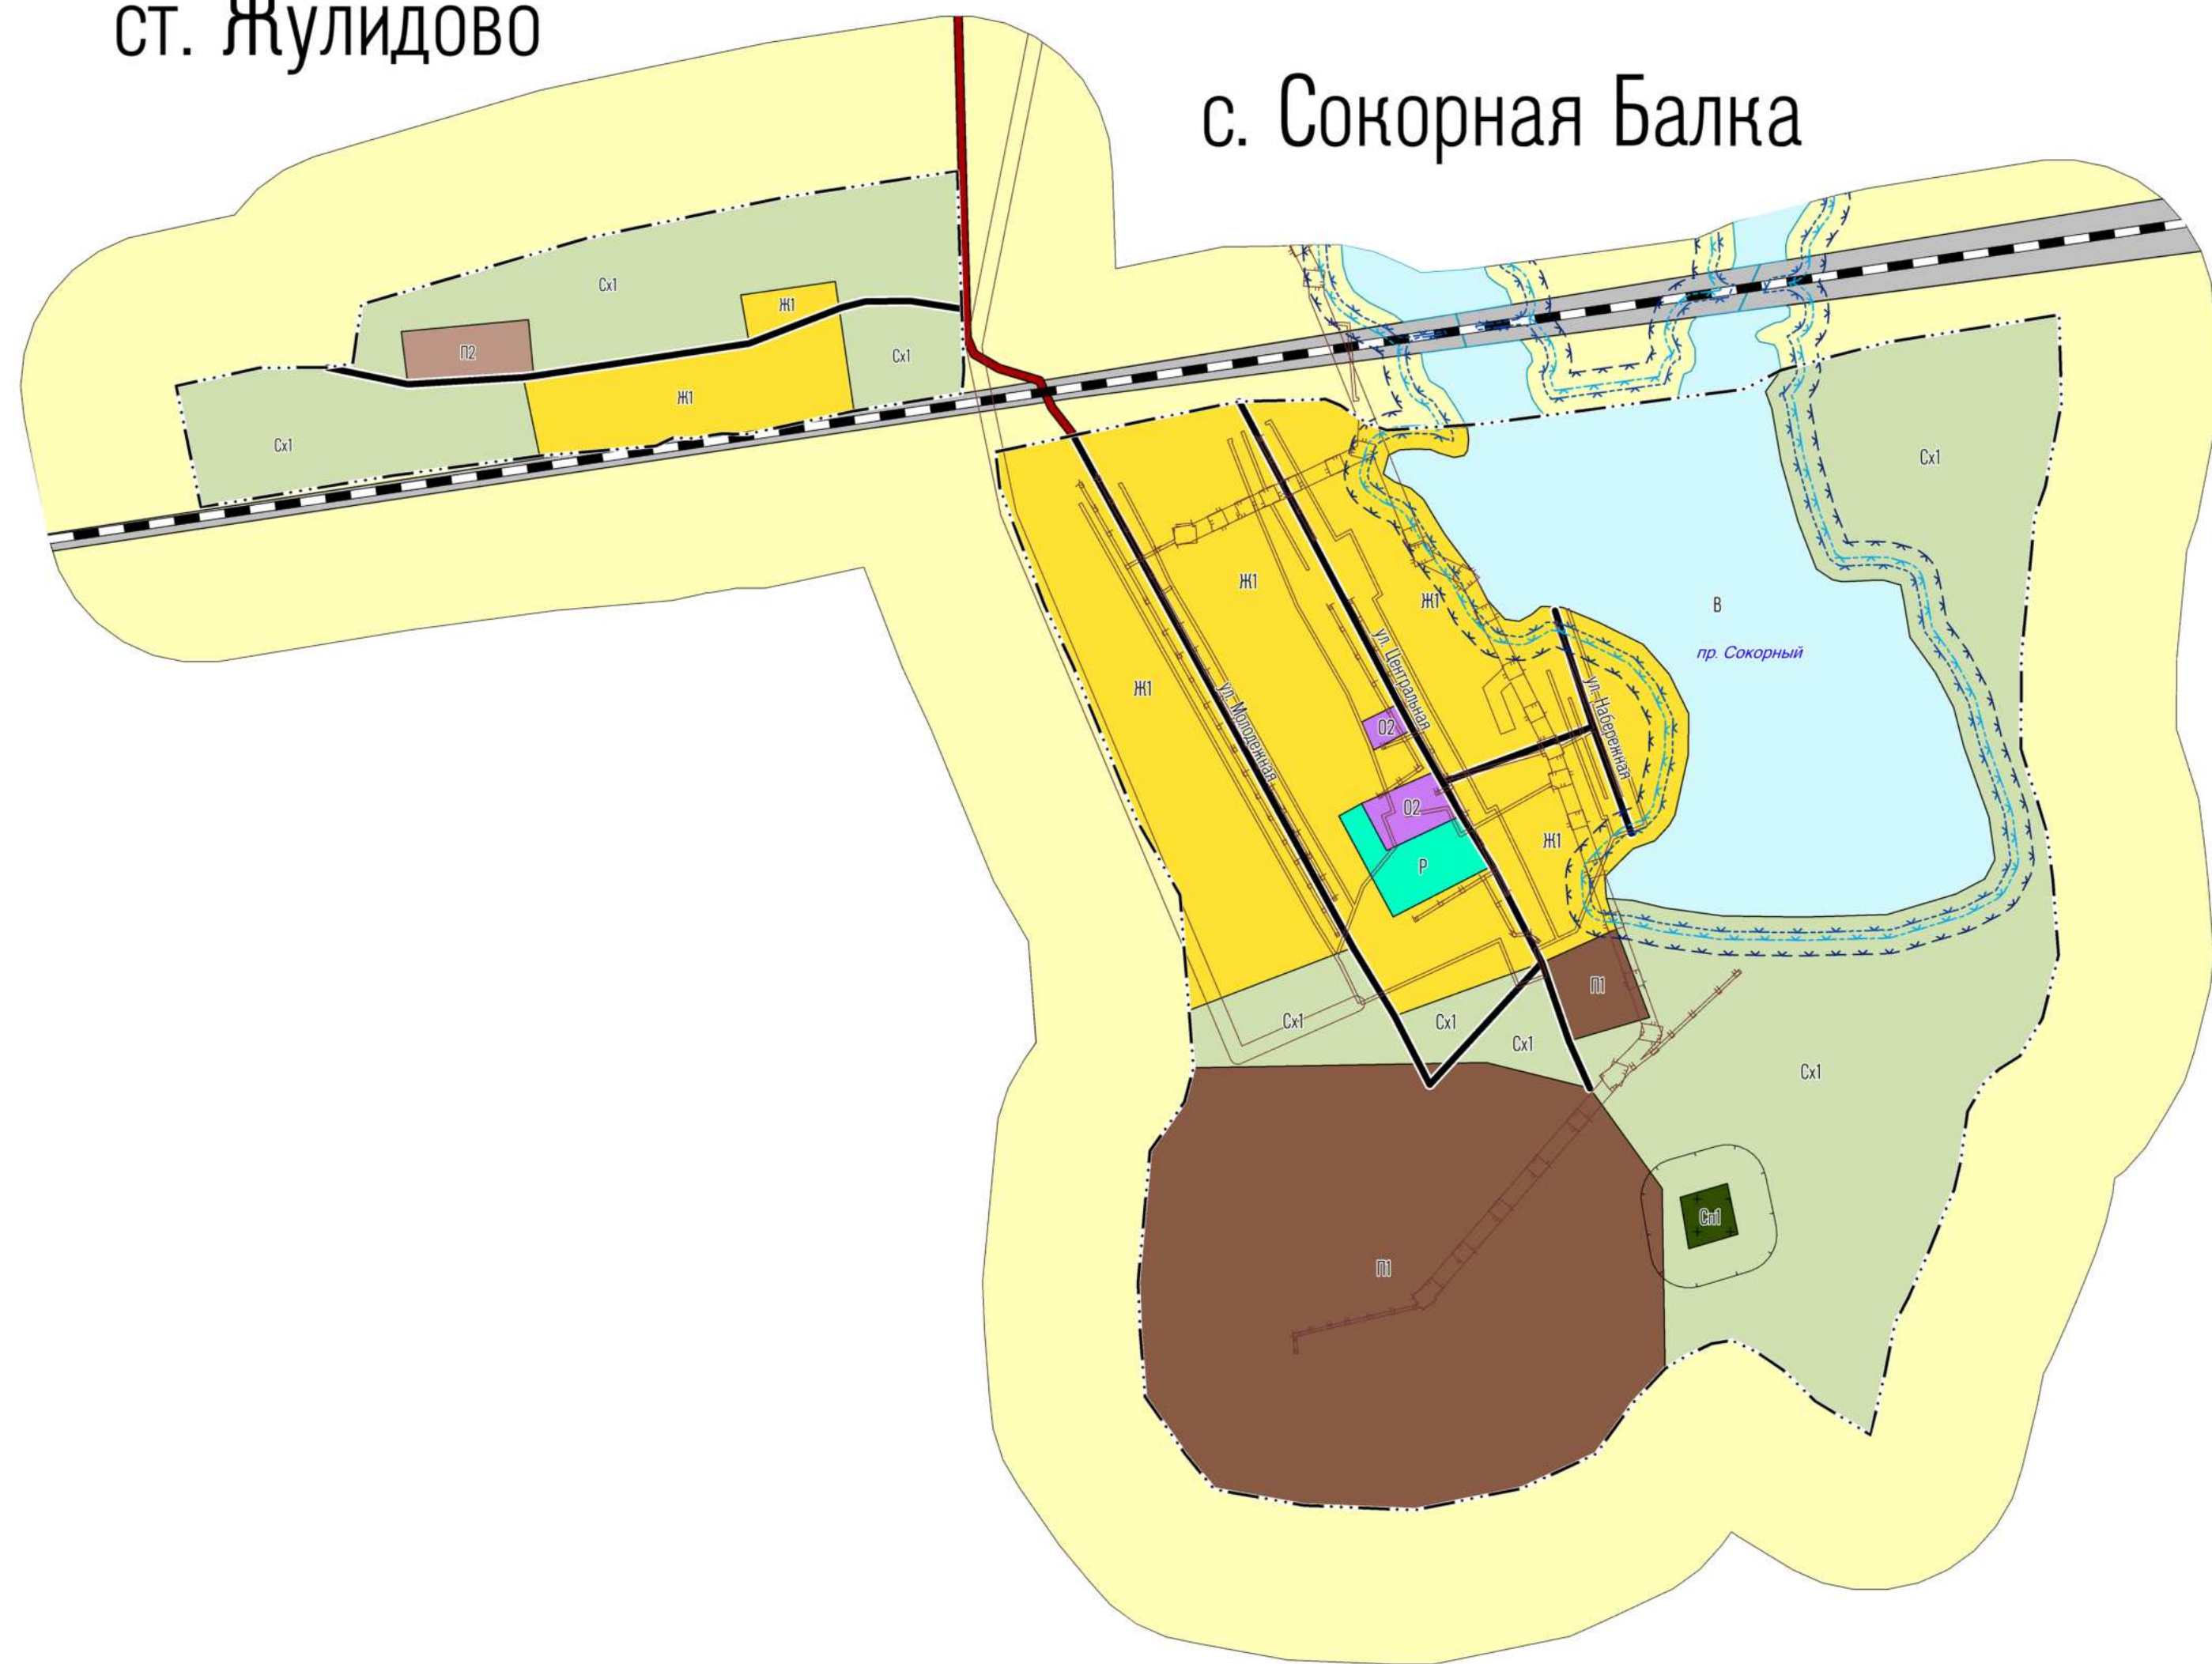 ст. Жулидово
с. Сокорная Балка
Сх1
Ж1
П2
Сх1
Ж1
Сх1
Сх1
Ж1
Ж1
В
пр. Сокорный
ул. Центральная
Ж1
ул. Молодежная
ул. Набережная
О2
О2
Ж1
Р
П1
Сх1
Сх1
Сх1
Сх1
Сп1
П1